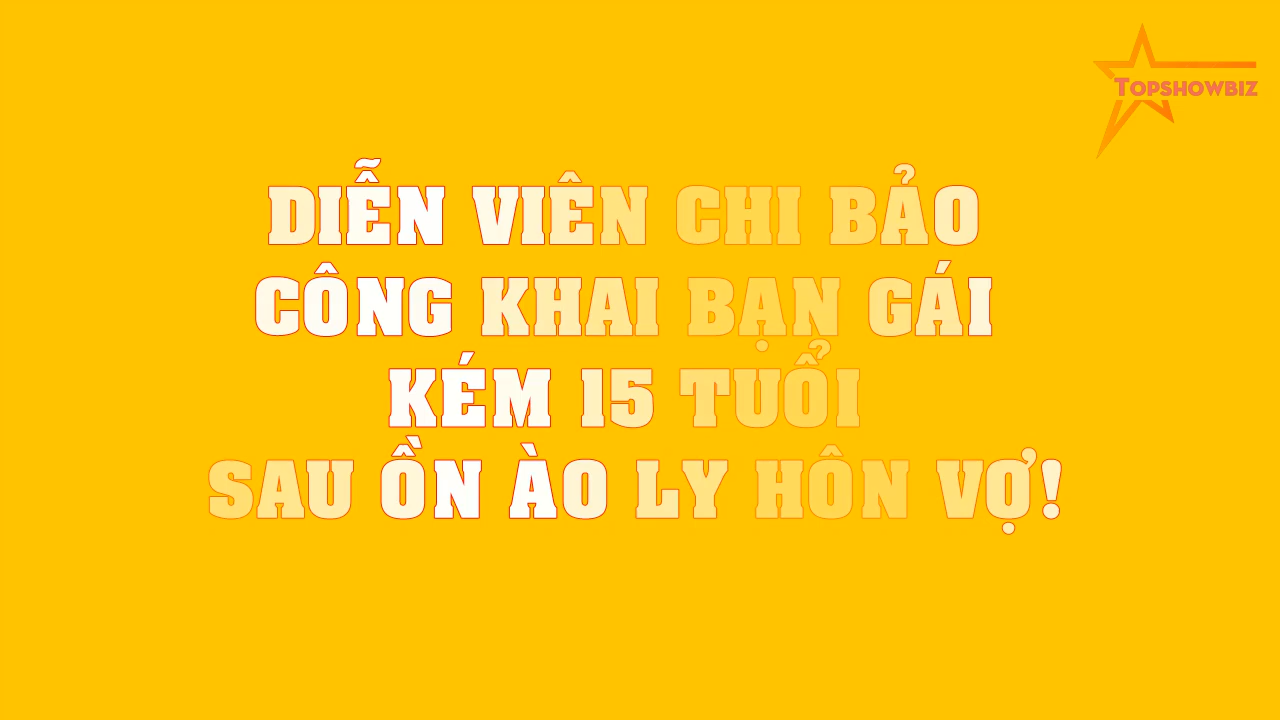 TOPSHOWBIZ
DIỄN VIÊN CHI BẢO
CÔNG KHAI BẠN GÁI
KÉM 15 TUỔI
SAU ỒN ÀO LY HÔN VỢ!